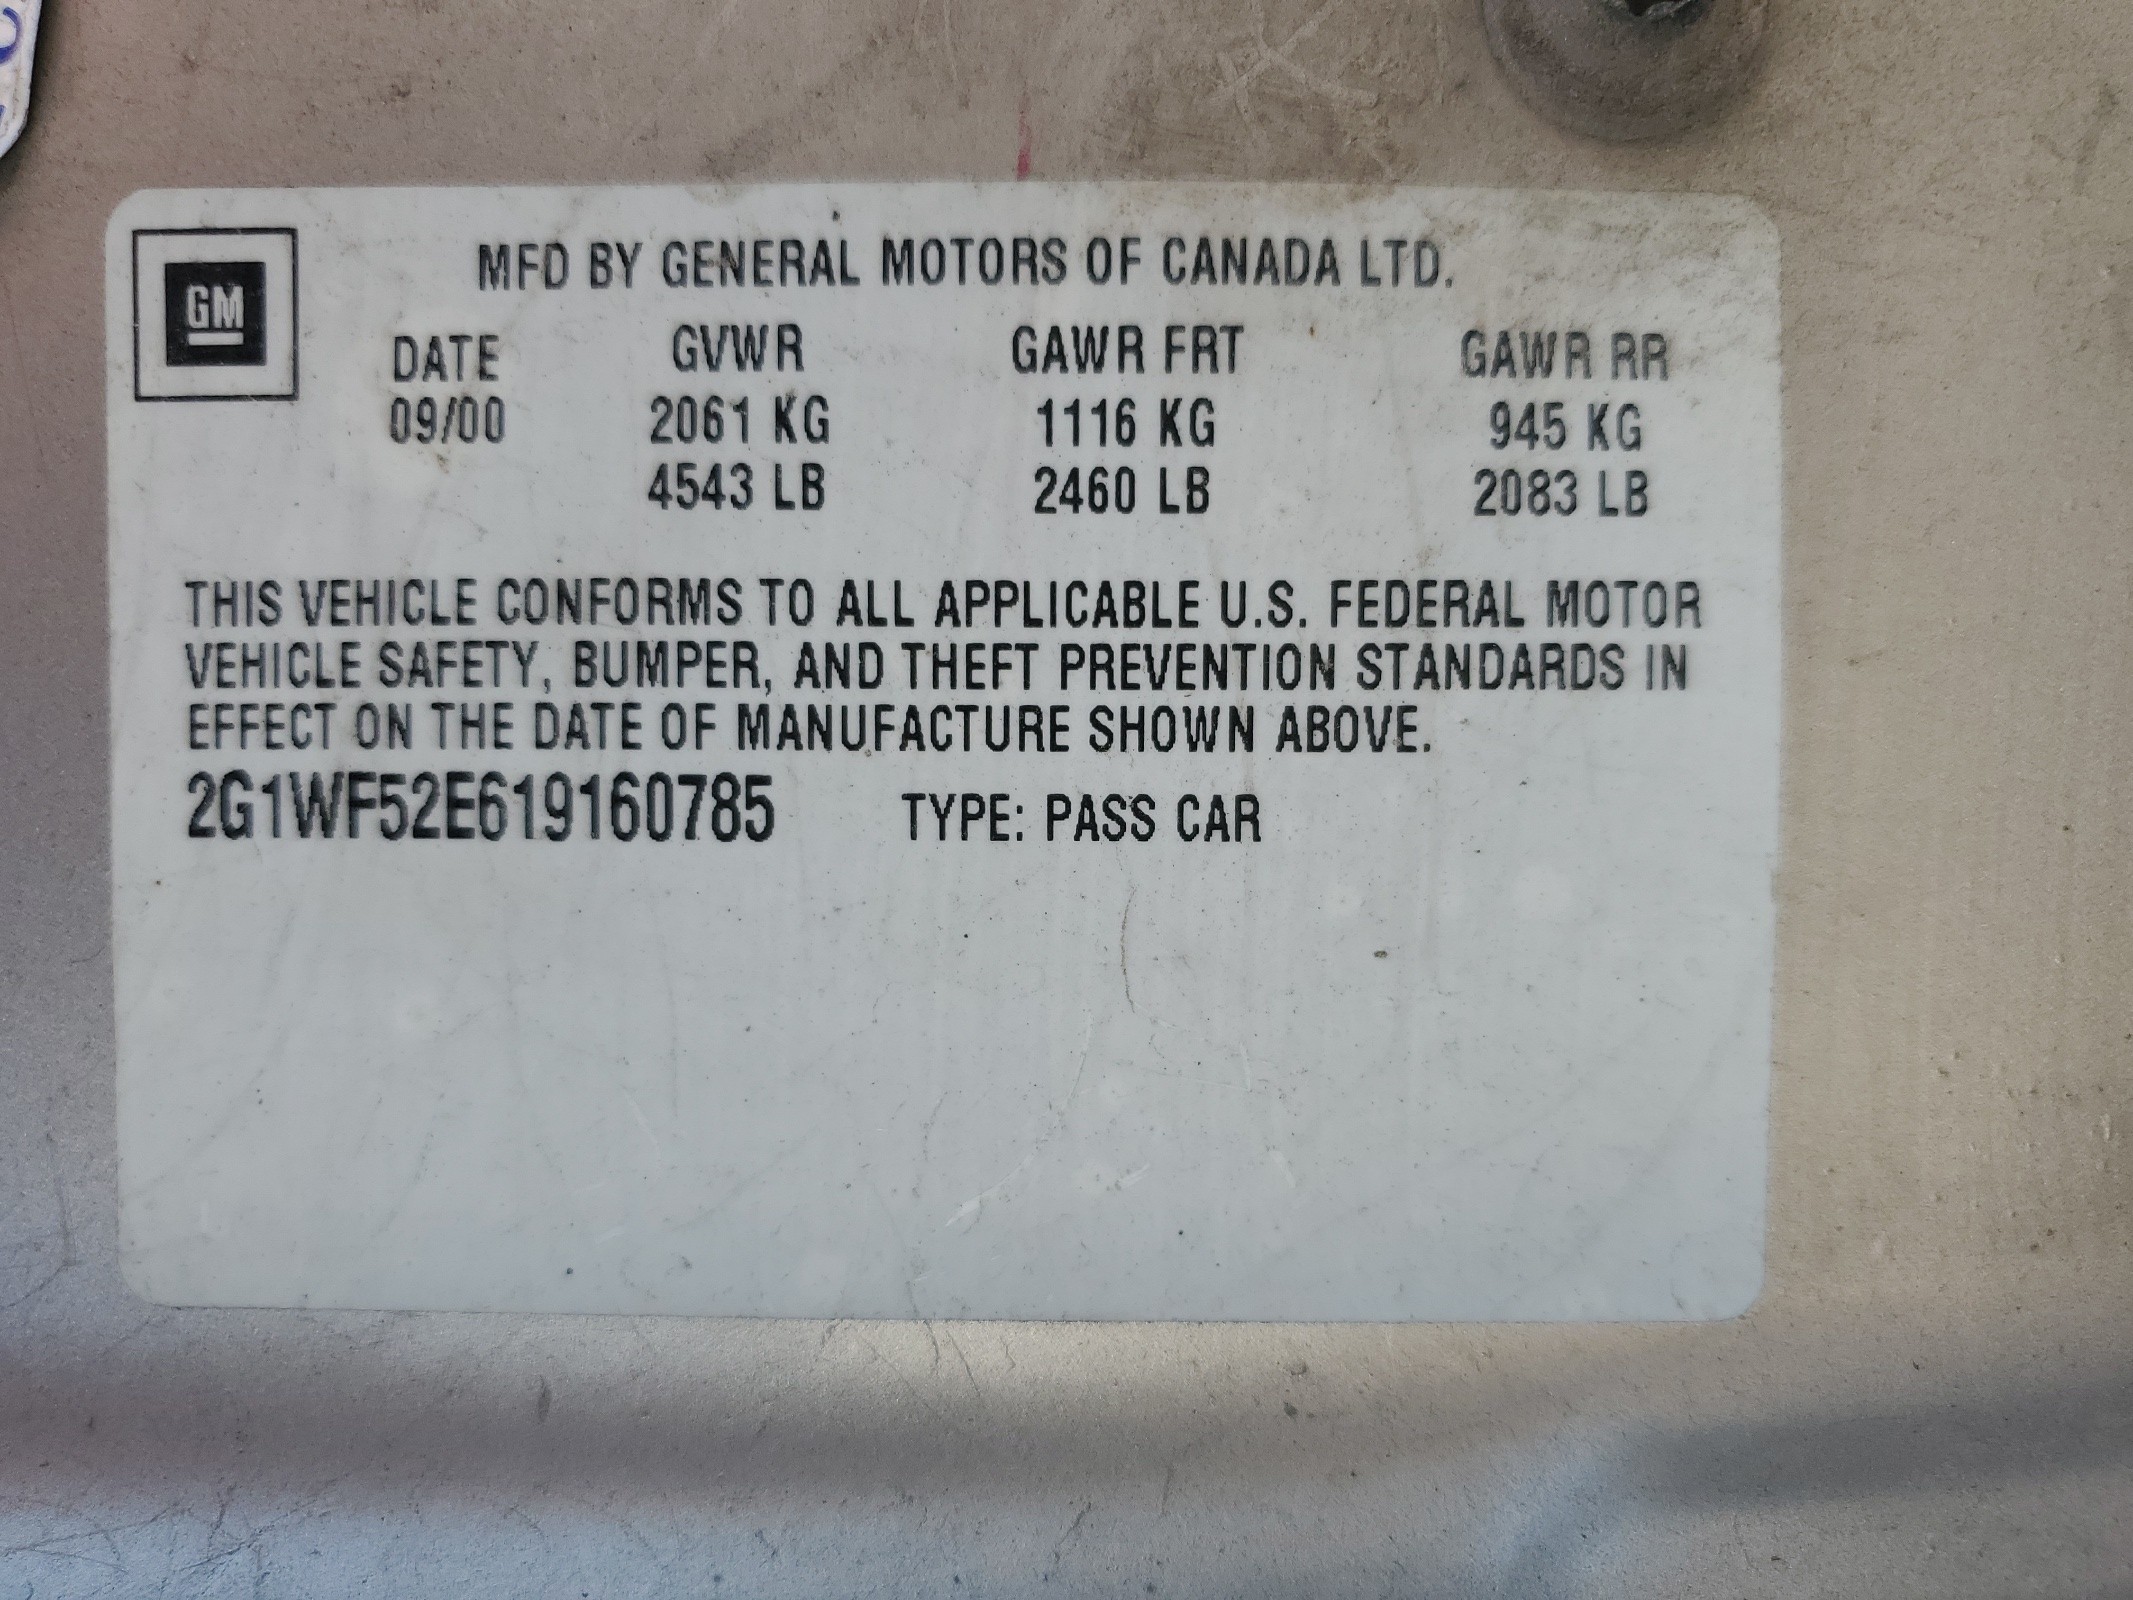 GM
MFD BY GENERAL MOTORS OF CANADA LTD.
DATE GVWR GAWR FRT GAWR RR
09/00 2061 KG 1116 KG 945 KG
4543 LB 2460 LB 2083 LB
THIS VEHICLE CONFORMS TO ALL APPLICABLE U.S. FEDERAL MOTOR
VEHICLE SAFETY, BUMPER, AND THEFT PREVENTION STANDARDS IN
EFFECT ON THE DATE OF MANUFACTURE SHOWN ABOVE.
2G1WF52E619160785 TYPE: PASS CAR